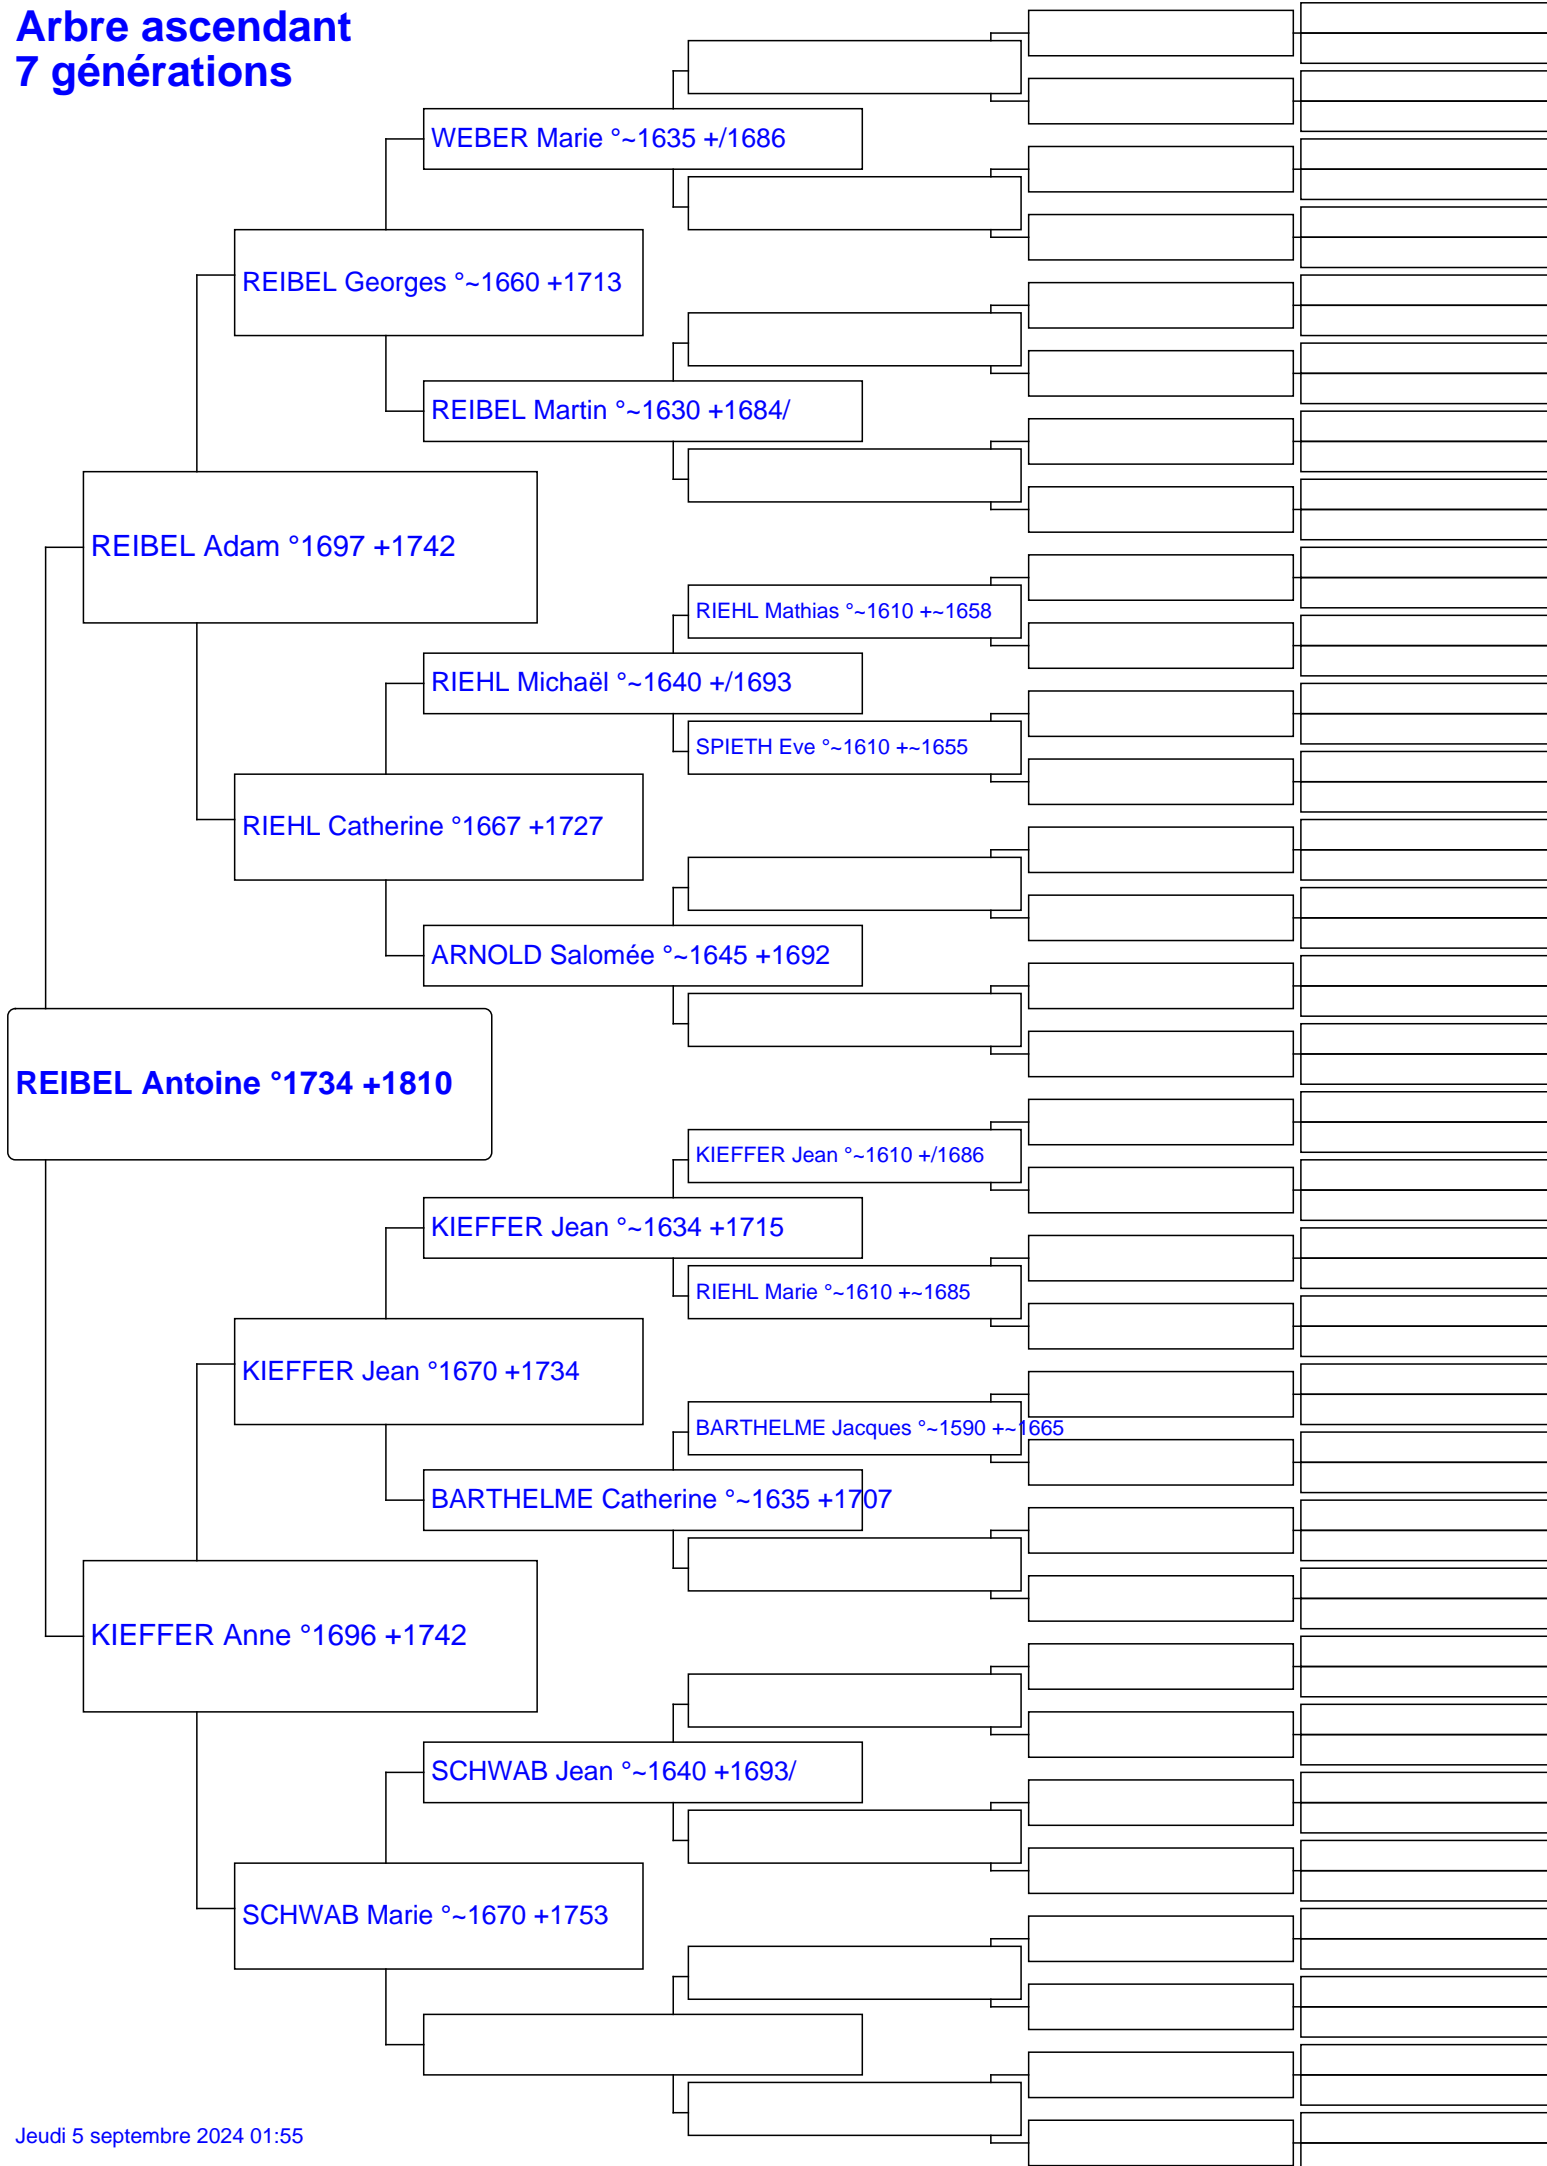 Arbre ascendant
7 générations
WEBER Marie °~1635 +/1686
REIBEL Georges °~1660 +1713
REIBEL Martin °~1630 +1684/
REIBEL Adam °1697 +1742
RIEHL Mathias °~1610 +~1658
RIEHL Michaël °~1640 +/1693
SPIETH Eve °~1610 +~1655
RIEHL Catherine °1667 +1727
ARNOLD Salomée °~1645 +1692
REIBEL Antoine °1734 +1810
KIEFFER Jean °~1610 +/1686
KIEFFER Jean °~1634 +1715
RIEHL Marie °~1610 +~1685
KIEFFER Jean °1670 +1734
BARTHELME Jacques °~1590 +~1665
BARTHELME Catherine °~1635 +1707
KIEFFER Anne °1696 +1742
SCHWAB Jean °~1640 +1693/
SCHWAB Marie °~1670 +1753
Jeudi 5 septembre 2024 01:55